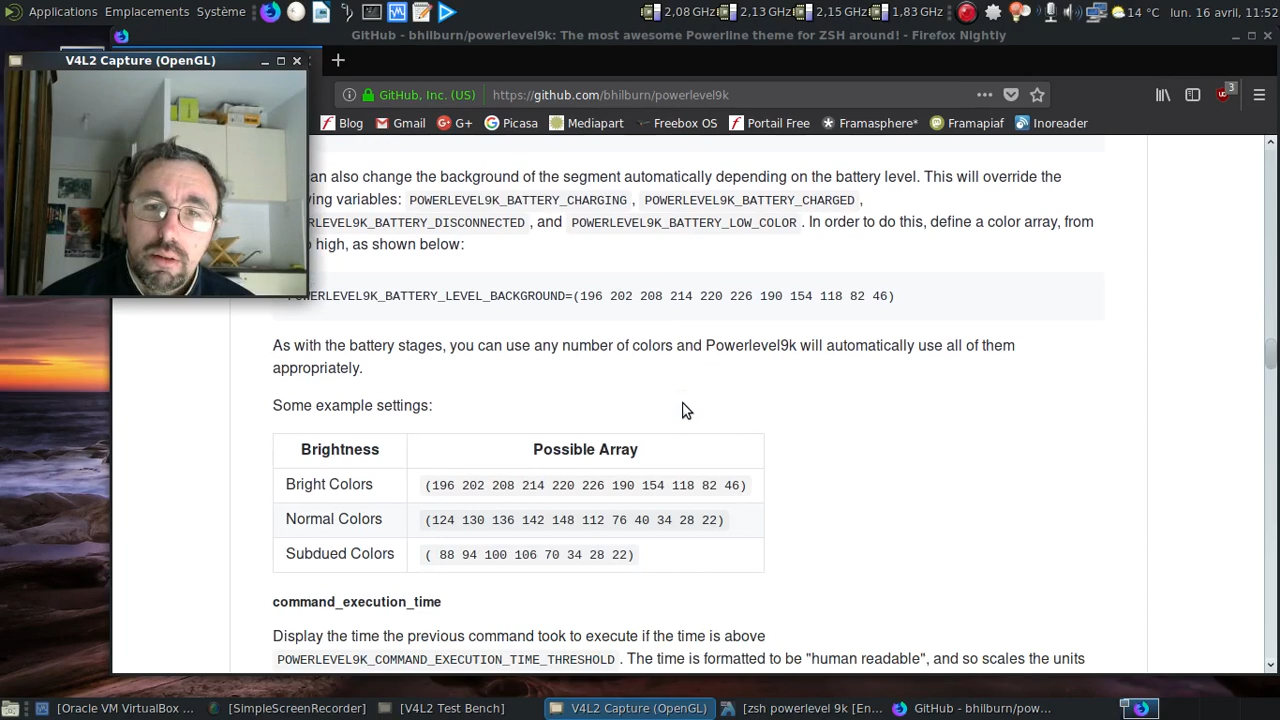 Applications Emplacements Système
2,08 GHz 2,13 GHz 2,15 GHz 1,83 GHz 14 °C lun. 16 avril, 11:52
GitHub - bhilburn/powerlevel9k: The most awesome Powerline theme for ZSH around! - Firefox Nightly
V4L2 Capture (OpenGL)
GitHub, Inc. (US) https://github.com/bhilburn/powerlevel9k
3
Blog Gmail G+ Picasa Mediapart Freebox OS Portail Free Framasphere* Framapiaf Inoreader
can also change the background of the segment automatically depending on the battery level. This will override the
ving variables: POWERLEVEL9K_BATTERY_CHARGING , POWERLEVEL9K_BATTERY_CHARGED ,
RLEVEL9K_BATTERY_DISCONNECTED , and POWERLEVEL9K_BATTERY_LOW_COLOR . In order to do this, define a color array, from
high, as shown below:
POWERLEVEL9K_BATTERY_LEVEL_BACKGROUND=(196 202 208 214 220 226 190 154 118 82 46)
As with the battery stages, you can use any number of colors and Powerlevel9k will automatically use all of them
appropriately.
Some example settings:
Brightness Possible Array
Bright Colors (196 202 208 214 220 226 190 154 118 82 46)
Normal Colors (124 130 136 142 148 112 76 40 34 28 22)
Subdued Colors ( 88 94 100 106 70 34 28 22)
command_execution_time
Display the time the previous command took to execute if the time is above
POWERLEVEL9K_COMMAND_EXECUTION_TIME_THRESHOLD . The time is formatted to be "human readable", and so scales the units
[Oracle VM VirtualBox ... [SimpleScreenRecorder] [V4L2 Test Bench] V4L2 Capture (OpenGL) [zsh powerlevel 9k [En... GitHub - bhilburn/pow...